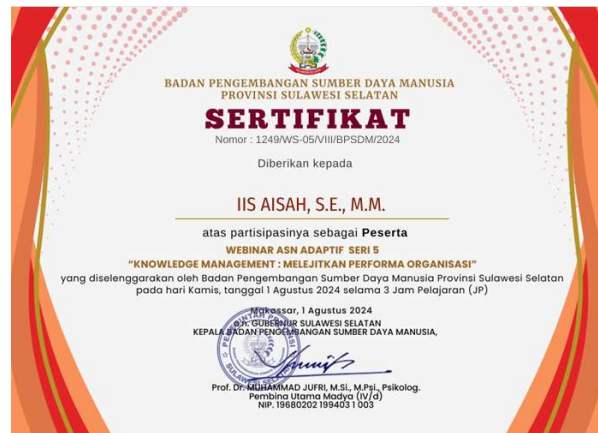 BADAN PENGEMBANGAN SUMBER DAYA MANUSIA
PROVINSI SULAWESI SELATAN
SERTIFIKAT
Nomor : 1249/WS-05/VIII/BPSDM/2024
Diberikan kepada
IIS AISAH, S.E., M.M.
atas partisipasinya sebagai Peserta
WEBINAR ASN ADAPTIF SERI 5
“KNOWLEDGE MANAGEMENT : MELEJITKAN PERFORMA ORGANISASI”
yang diselenggarakan oleh Badan Pengembangan Sumber Daya Manusia Provinsi Sulawesi Selatan
pada hari Kamis, tanggal 1 Agustus 2024 selama 3 Jam Pelajaran (JP)
Makassar, 1 Agustus 2024
a.n. GUBERNUR SULAWESI SELATAN
KEPALA BADAN PENGEMBANGAN SUMBER DAYA MANUSIA,
PEMERINTAH PROVINSI
SULAWESI SELATAN
Prof. Dr. MUHAMMAD JUFRI, M.Si., M.Psi., Psikolog.
Pembina Utama Madya (IV/d)
NIP. 19680202 199403 1 003